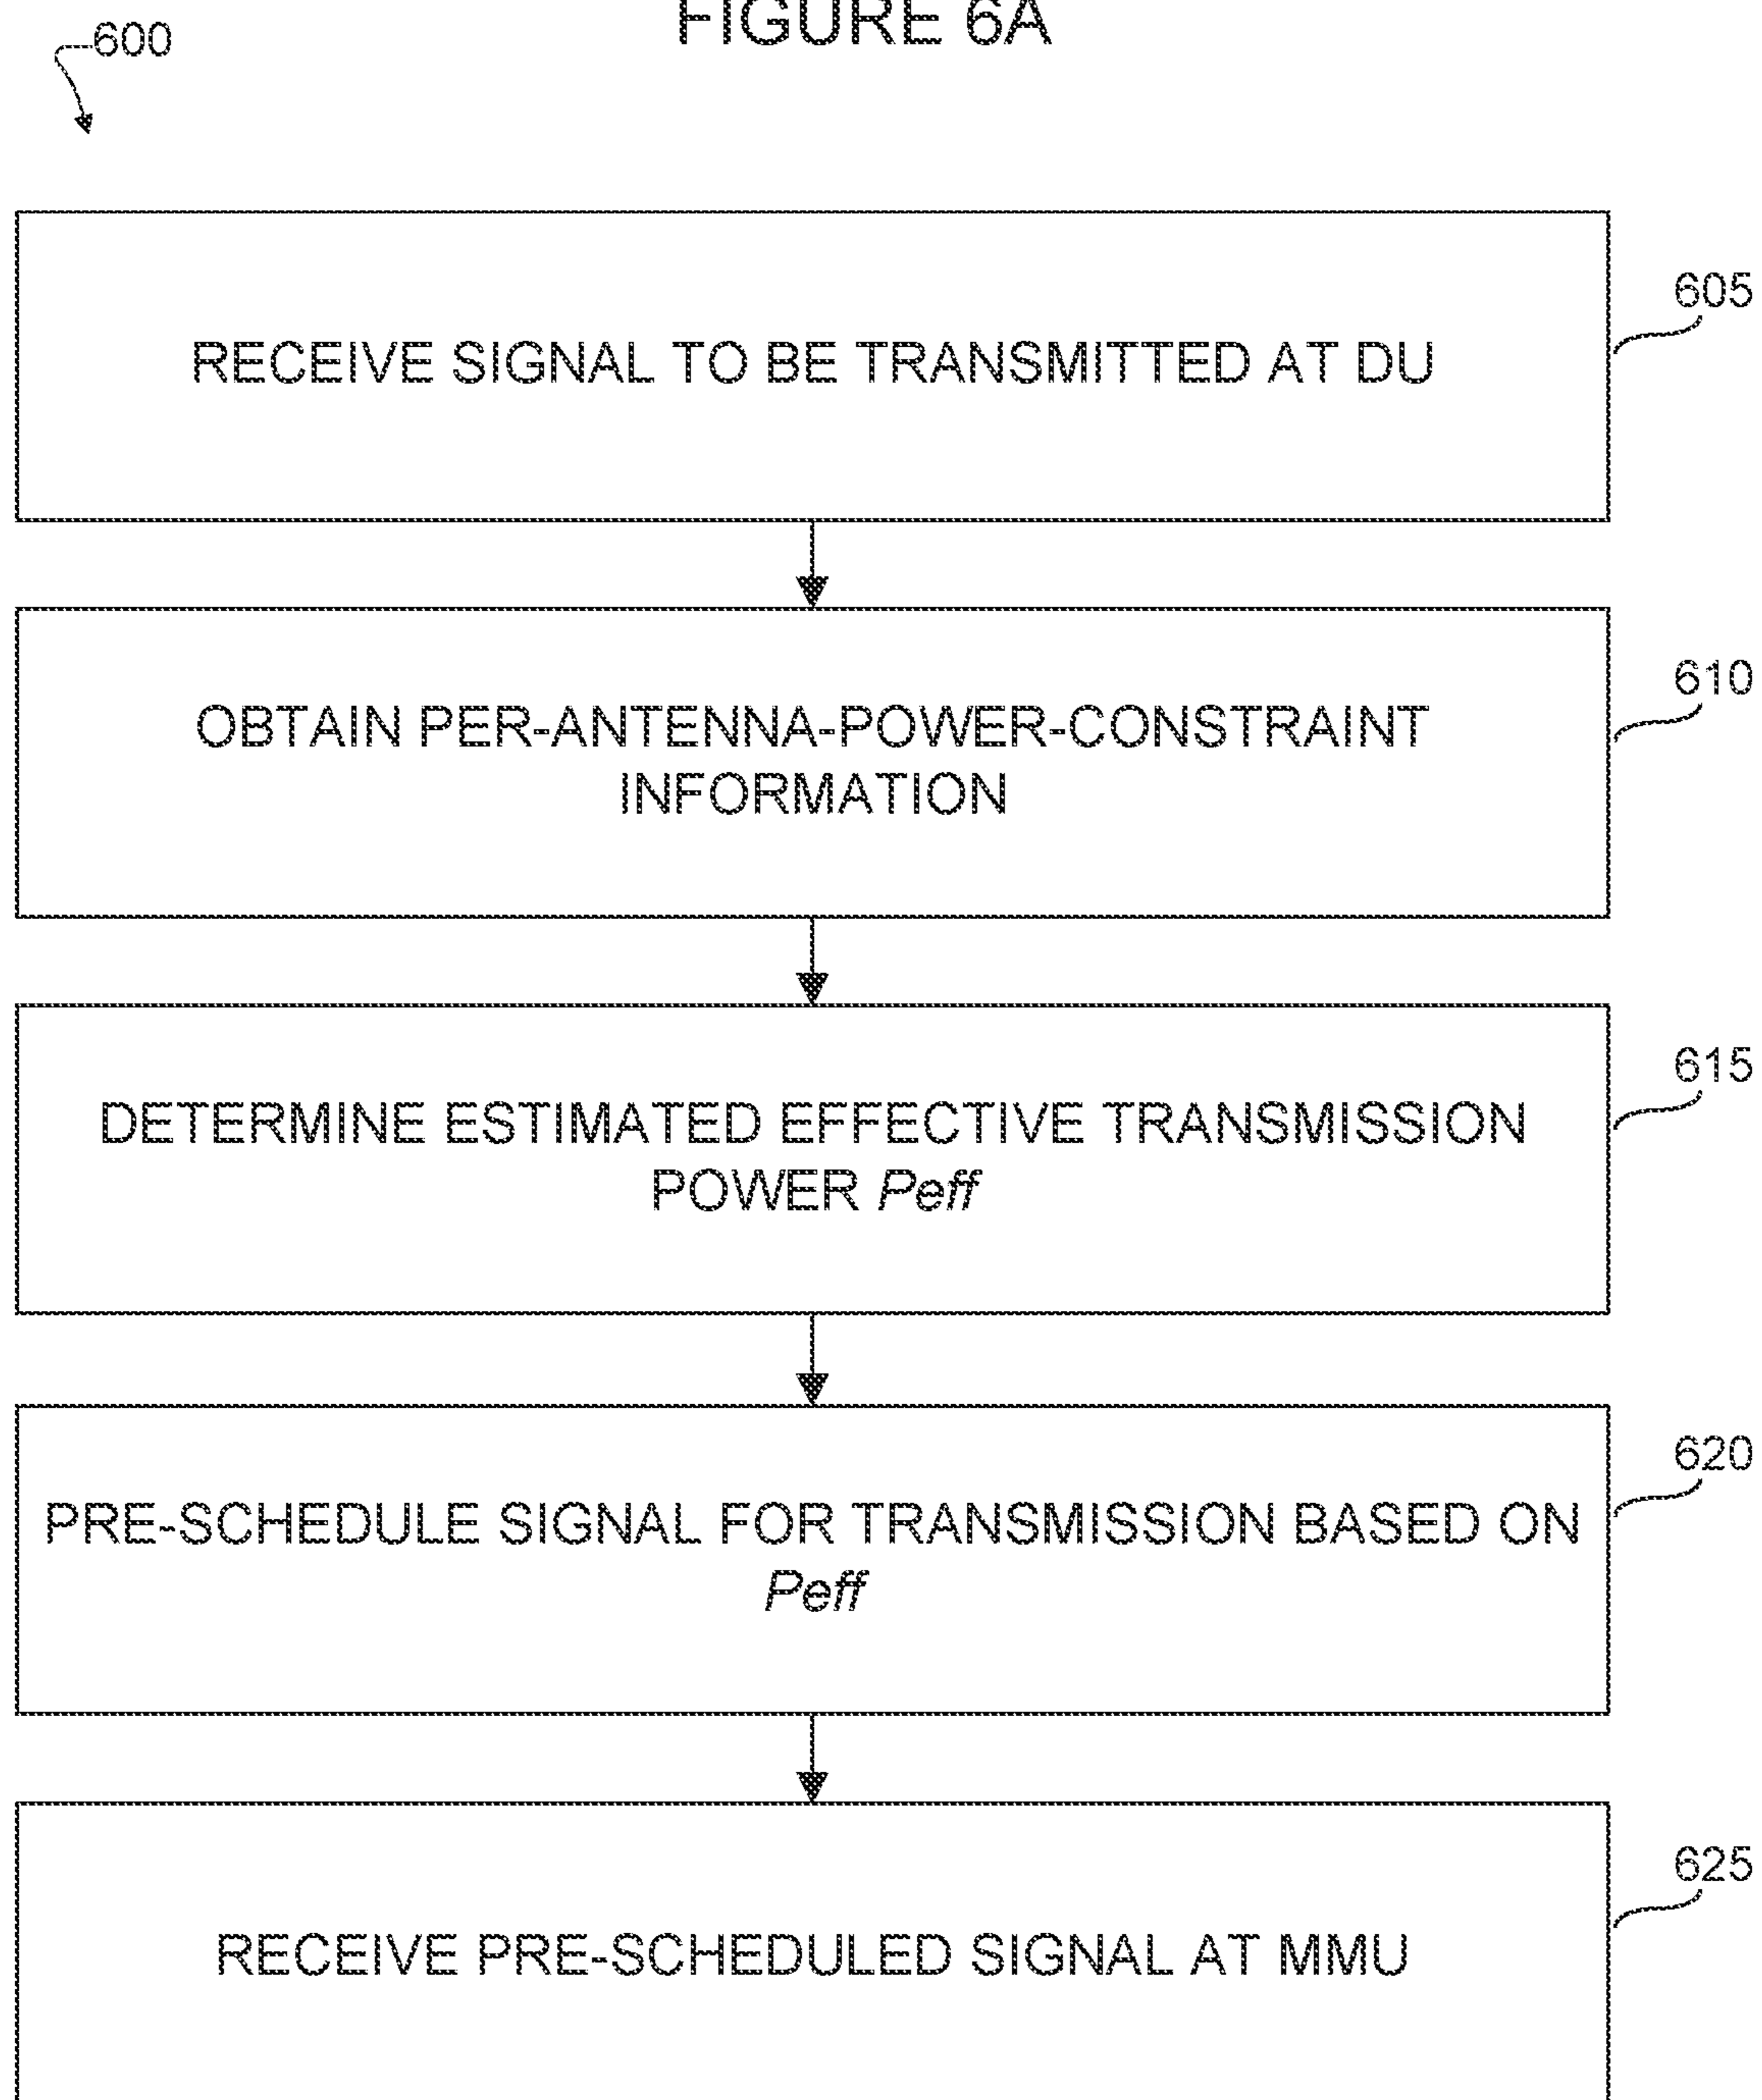 FIGURE 6A
600
RECEIVE SIGNAL TO BE TRANSMITTED AT DU
605
OBTAIN PER-ANTENNA-POWER-CONSTRAINT
INFORMATION
610
DETERMINE ESTIMATED EFFECTIVE TRANSMISSION
POWER Peff
615
PRE-SCHEDULE SIGNAL FOR TRANSMISSION BASED ON
Peff
620
RECEIVE PRE-SCHEDULED SIGNAL AT MMU
625